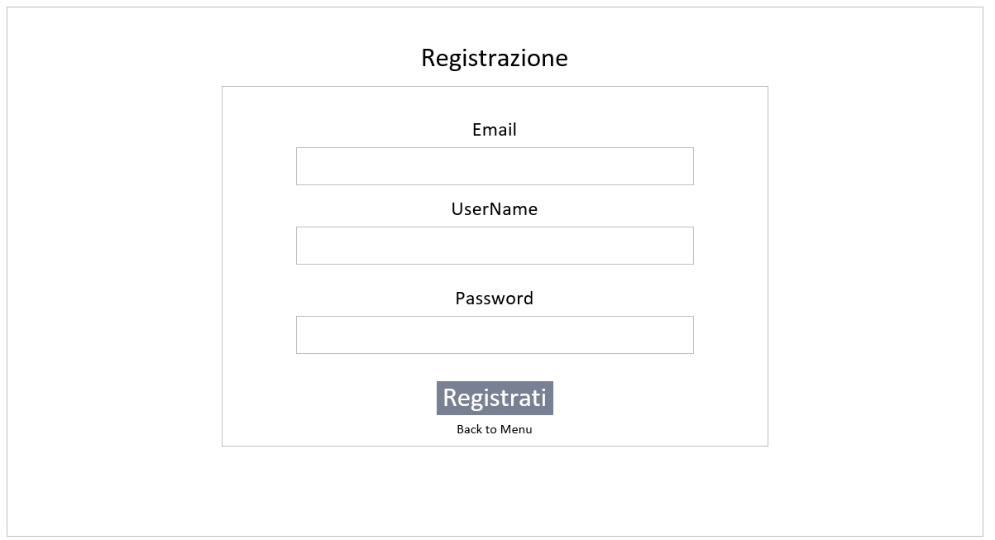 Registrazione
Email
UserName
Password
Registrati
Back to Menu